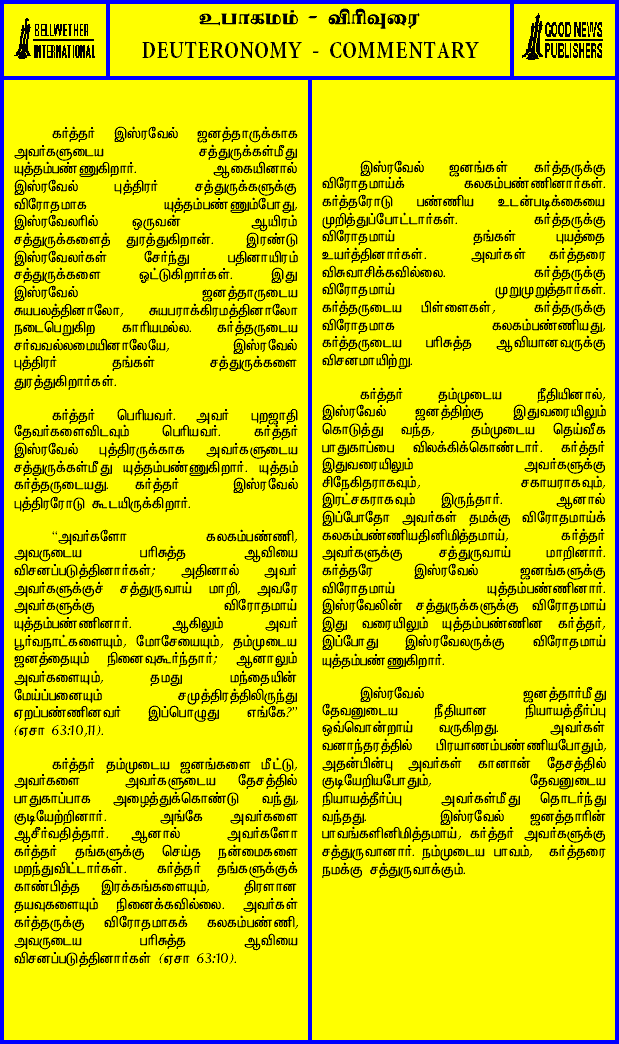 BELLWETHER
INTERNATIONAL
உபாகமம் - விரிவுரை
DEUTERONOMY - COMMENTARY
GOOD NEWS
PUBLISHERS
கர்த்தர் இஸ்ரவேல் ஜனத்தாருக்காக
அவர்களுடைய சத்துருக்கள்மீது
யுத்தம்பண்ணுகிறார். ஆகையினால்
இஸ்ரவேல் புத்திரர் சத்துருக்களுக்கு
விரோதமாக யுத்தம்பண்ணும்போது,
இஸ்ரவேலரில் ஒருவன் ஆயிரம்
சத்துருக்களைத் துரத்துகிறான். இரண்டு
இஸ்ரவேலர்கள் சேர்ந்து பதினாயிரம்
சத்துருக்களை ஓட்டுகிறார்கள். இது
இஸ்ரவேல் ஜனத்தாருடைய
சுயபலத்தினாலோ, சுயபராக்கிரமத்தினாலோ
நடைபெறுகிற காரியமல்ல. கர்த்தருடைய
சர்வவல்லமையினாலேயே, இஸ்ரவேல்
புத்திரர் தங்கள் சத்துருக்களை
துரத்துகிறார்கள்.
கர்த்தர் பெரியவர். அவர் புறஜாதி
தேவர்களைவிடவும் பெரியவர். கர்த்தர்
இஸ்ரவேல் புத்திரருக்காக அவர்களுடைய
சத்துருக்கள்மீது யுத்தம்பண்ணுகிறார். யுத்தம்
கர்த்தருடையது. கர்த்தர் இஸ்ரவேல்
புத்திரரோடு கூடயிருக்கிறார்.
“அவர்களோ கலகம்பண்ணி,
அவருடைய பரிசுத்த ஆவியை
விசனப்படுத்தினார்கள்; அதினால் அவர்
அவர்களுக்குச் சத்துருவாய் மாறி, அவரே
அவர்களுக்கு விரோதமாய்
யுத்தம்பண்ணினார். ஆகிலும் அவர்
பூர்வநாட்களையும், மோசேயையும், தம்முடைய
ஜனத்தையும் நினைவுகூர்ந்தார்; ஆனாலும்
அவர்களையும், தமது மந்தையின்
மேய்ப்பனையும் சமுத்திரத்திலிருந்து
ஏறப்பண்ணினவர் இப்பொழுது எங்கே?”
(ஏசா 63:10,11).
கர்த்தர் தம்முடைய ஜனங்களை மீட்டு,
அவர்களை அவர்களுடைய தேசத்தில்
பாதுகாப்பாக அழைத்துக்கொண்டு வந்து,
குடியேற்றினார். அங்கே அவர்களை
ஆசீர்வதித்தார். ஆனால் அவர்களோ
கர்த்தர் தங்களுக்கு செய்த நன்மைகளை
மறந்துவிட்டார்கள். கர்த்தர் தங்களுக்குக்
காண்பித்த இரக்கங்களையும், திரளான
தயவுகளையும் நினைக்கவில்லை. அவர்கள்
கர்த்தருக்கு விரோதமாகக் கலகம்பண்ணி,
அவருடைய பரிசுத்த ஆவியை
விசனப்படுத்தினார்கள் (ஏசா 63:10).
இஸ்ரவேல் ஜனங்கள் கர்த்தருக்கு
விரோதமாய்க் கலகம்பண்ணினார்கள்.
கர்த்தரோடு பண்ணிய உடன்படிக்கையை
முறித்துப்போட்டார்கள். கர்த்தருக்கு
விரோதமாய் தங்கள் புயத்தை
உயர்த்தினார்கள். அவர்கள் கர்த்தரை
விசுவாசிக்கவில்லை. கர்த்தருக்கு
விரோதமாய் முறுமுறுத்தார்கள்.
கர்த்தருடைய பிள்ளைகள், கர்த்தருக்கு
விரோதமாக கலகம்பண்ணியது,
கர்த்தருடைய பரிசுத்த ஆவியானவருக்கு
விசனமாயிற்று.
கர்த்தர் தம்முடைய நீதியினால்,
இஸ்ரவேல் ஜனத்திற்கு இதுவரையிலும்
கொடுத்து வந்த, தம்முடைய தெய்வீக
பாதுகாப்பை விலக்கிக்கொண்டார். கர்த்தர்
இதுவரையிலும் அவர்களுக்கு
சிநேகிதராகவும், சகாயராகவும்,
இரட்சகராகவும் இருந்தார். ஆனால்
இப்போதோ அவர்கள் தமக்கு விரோதமாய்க்
கலகம்பண்ணியதினிமித்தமாய், கர்த்தர்
அவர்களுக்கு சத்துருவாய் மாறினார்.
கர்த்தரே இஸ்ரவேல் ஜனங்களுக்கு
விரோதமாய் யுத்தம்பண்ணினார்.
இஸ்ரவேலின் சத்துருக்களுக்கு விரோதமாய்
இது வரையிலும் யுத்தம்பண்ணின கர்த்தர்,
இப்போது இஸ்ரவேலருக்கு விரோதமாய்
யுத்தம்பண்ணுகிறார்.
இஸ்ரவேல் ஜனத்தார்மீது
தேவனுடைய நீதியான நியாயத்தீர்ப்பு
ஒவ்வொன்றாய் வருகிறது. அவர்கள்
வனாந்தரத்தில் பிரயாணம்பண்ணியபோதும்,
அதன்பின்பு அவர்கள் கானான் தேசத்தில்
குடியேறியபோதும், தேவனுடைய
நியாயத்தீர்ப்பு அவர்கள்மீது தொடர்ந்து
வந்தது. இஸ்ரவேல் ஜனத்தாரின்
பாவங்களினிமித்தமாய், கர்த்தர் அவர்களுக்கு
சத்துருவானார். நம்முடைய பாவம், கர்த்தரை
நமக்கு சத்துருவாக்கும்.